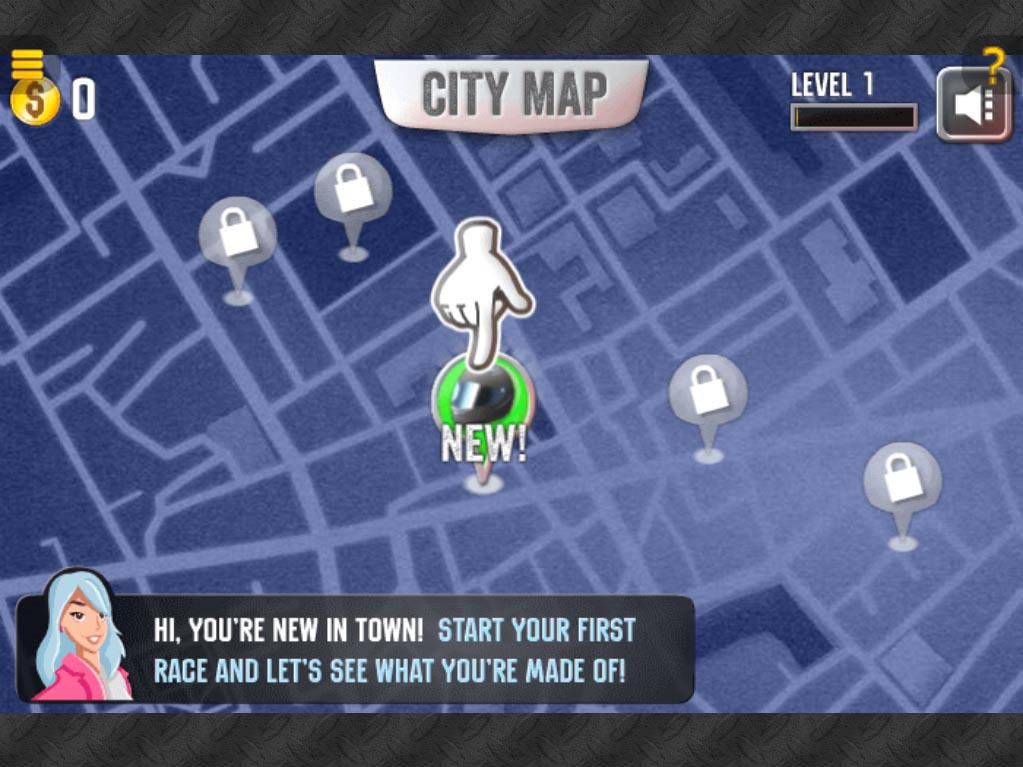 CITY MAP
$ 0
LEVEL 1
?
NEW!
HI, YOU'RE NEW IN TOWN! START YOUR FIRST
RACE AND LET'S SEE WHAT YOU'RE MADE OF!